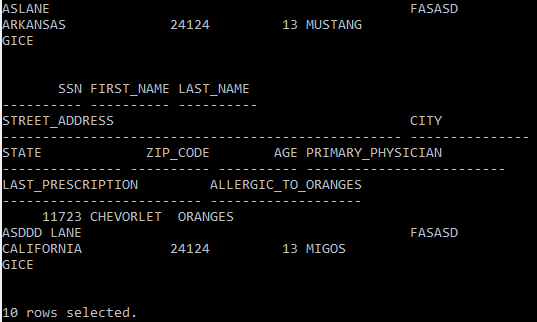 ASLANE FASASD
ARKANSAS 24124 13 MUSTANG
GICE
SSN FIRST_NAME LAST_NAME
---------- ---------- ----------
STREET_ADDRESS CITY
-------------------------------------------------- ---------------
STATE ZIP_CODE AGE PRIMARY_PHYSICIAN
--------------- ---------- ---------- -------------------------
LAST_PRESCRIPTION ALLERGIC_TO_ORANGES
------------------------- -------------------
11723 CHEVORLET ORANGES
ASDDD LANE FASASD
CALIFORNIA 24124 13 MIGOS
GICE
10 rows selected.